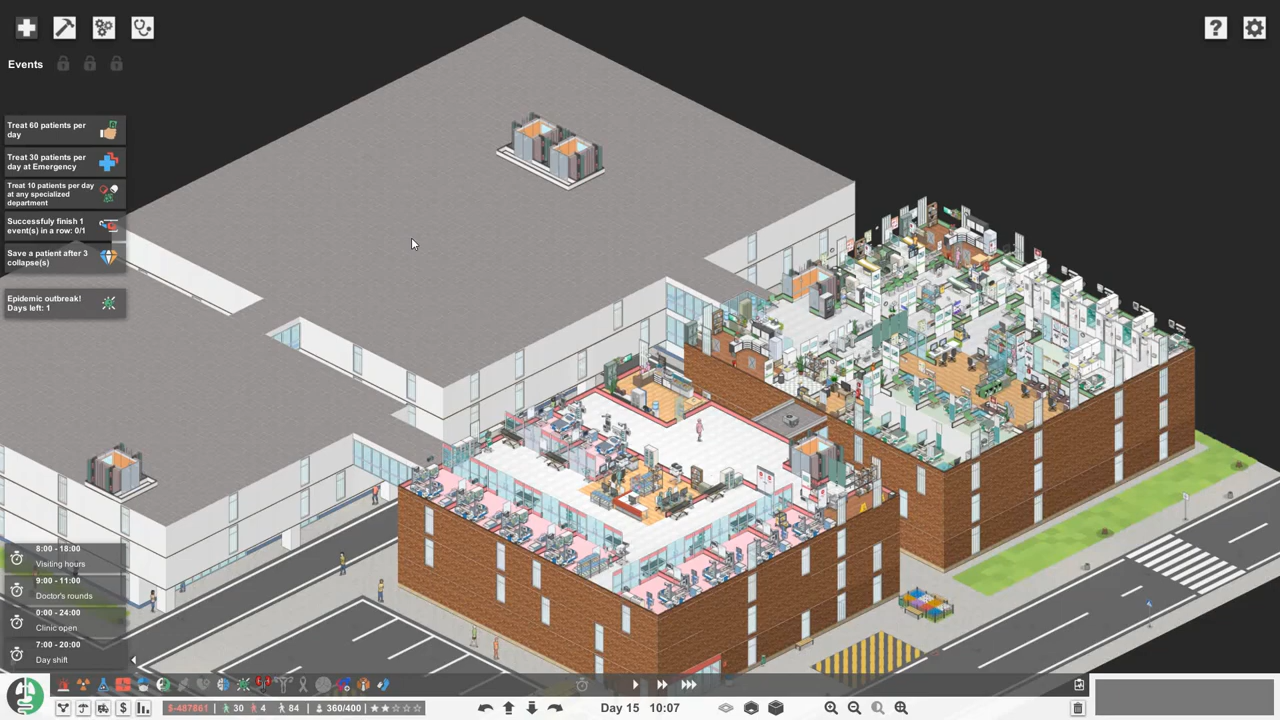 Events
Treat 60 patients per
day
Treat 30 patients per
day at Emergency
Treat 10 patients per day
at any specialized
department
Successfuly finish 1
event(s) in a row: 0/1
Save a patient after 3
collapse(s)
Epidemic outbreak!
Days left: 1
8:00 - 18:00
Visiting hours
9:00 - 11:00
Doctor's rounds
0:00 - 24:00
Clinic open
7:00 - 20:00
Day shift
$-487861 30 4 84 360/400
Day 15 10:07